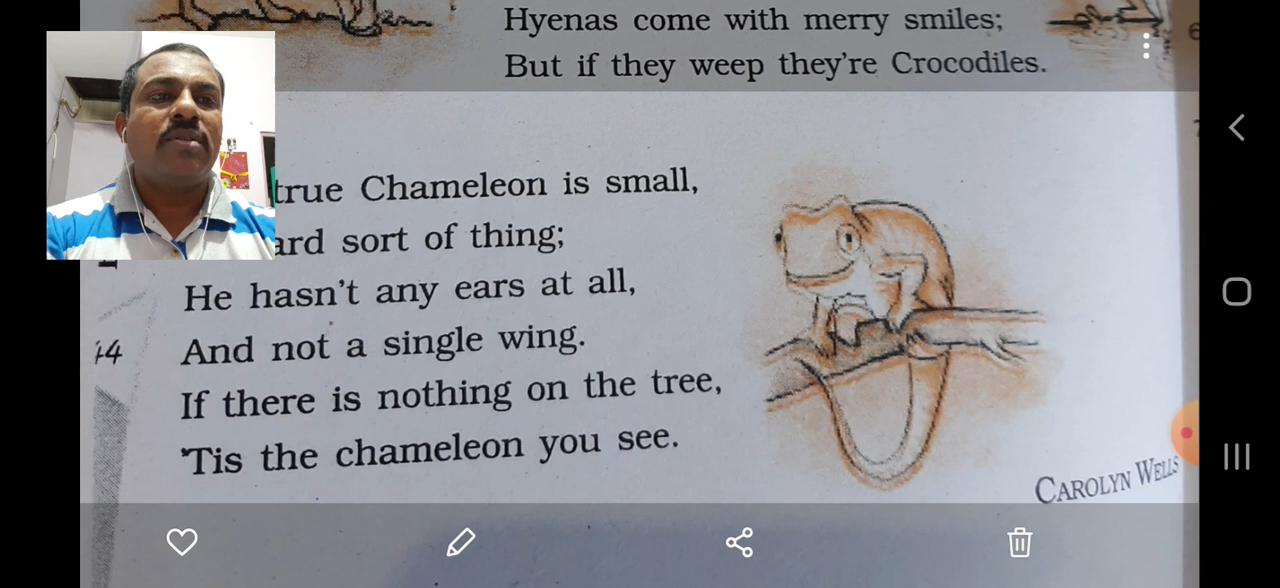 Hyenas come with merry smiles;
But if they weep they're Crocodiles.
true Chameleon is small,
ard sort of thing;
He hasn't any ears at all,
And not a single wing.
If there is nothing on the tree,
'Tis the chameleon you see.
CAROLYN WELLS